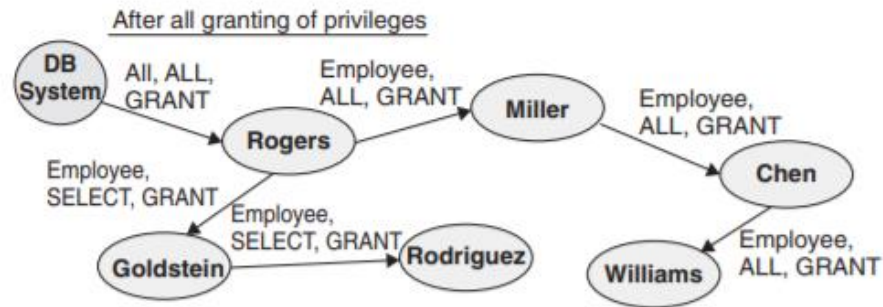 After all granting of privileges
DB
System
All, ALL,
GRANT
Employee,
ALL, GRANT
Miller
Employee,
ALL, GRANT
Rogers
Chen
Employee,
SELECT, GRANT
Employee,
SELECT, GRANT
Goldstein
Rodriguez
Williams
Employee,
ALL, GRANT